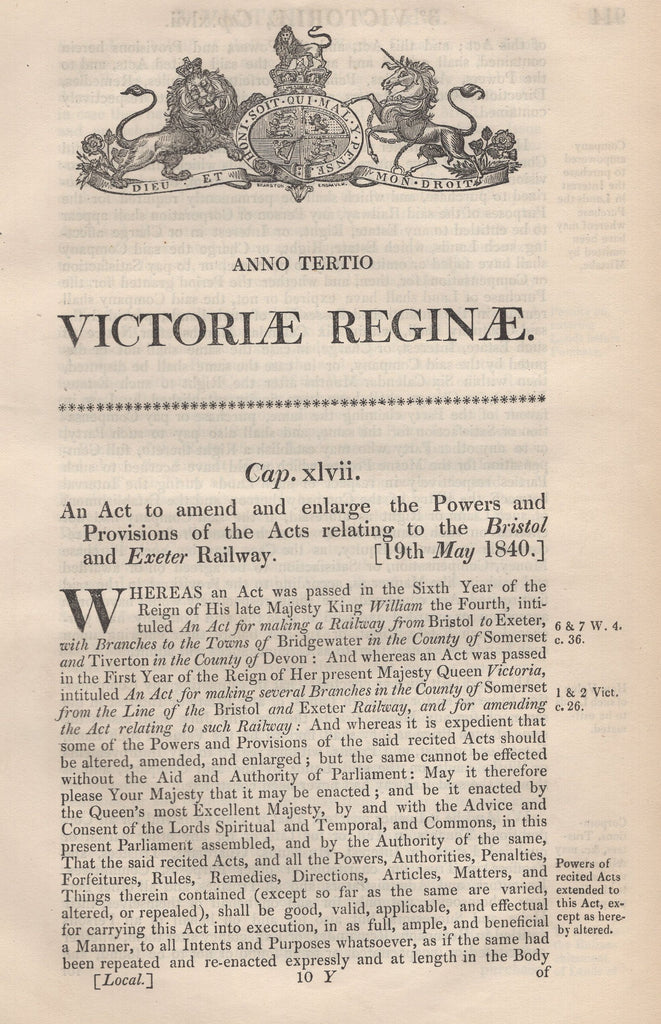 HONI · SOIT · QUI · MAL · Y · PENSE
DIEU ET MON · DROIT
ANNO TERTIO
VICTORIÆ REGINÆ.
Cap. xlvii.
An Act to amend and enlarge the Powers and
Provisions of the Acts relating to the Bristol
and Exeter Railway. [19th May 1840.]
WHEREAS an Act was passed in the Sixth Year of the
Reign of His late Majesty King William the Fourth, inti-
tuled An Act for making a Railway from Bristol to Exeter,
6 & 7 W. 4.
with Branches to the Towns of Bridgewater in the County of Somerset
c. 36.
and Tiverton in the County of Devon : And whereas an Act was passed
in the First Year of the Reign of Her present Majesty Queen Victoria,
intituled An Act for making several Branches in the County of Somerset
1 & 2 Vict.
from the Line of the Bristol and Exeter Railway, and for amending
c. 26.
the Act relating to such Railway : And whereas it is expedient that
some of the Powers and Provisions of the said recited Acts should
be altered, amended, and enlarged ; but the same cannot be effected
without the Aid and Authority of Parliament: May it therefore
please Your Majesty that it may be enacted ; and be it enacted by
the Queen's most Excellent Majesty, by and with the Advice and
Consent of the Lords Spiritual and Temporal, and Commons, in this
present Parliament assembled, and by the Authority of the same,
That the said recited Acts, and all the Powers, Authorities, Penalties,
Forfeitures, Rules, Remedies, Directions, Articles, Matters, and
Things therein contained (except so far as the same are varied,
altered, or repealed), shall be good, valid, applicable, and effectual
for carrying this Act into execution, in as full, ample, and beneficial
a Manner, to all Intents and Purposes whatsoever, as if the same had
been repeated and re-enacted expressly and at length in the Body
Powers of
recited Acts
extended to
this Act, ex-
cept as here-
by altered.
[Local.] 10 Y of